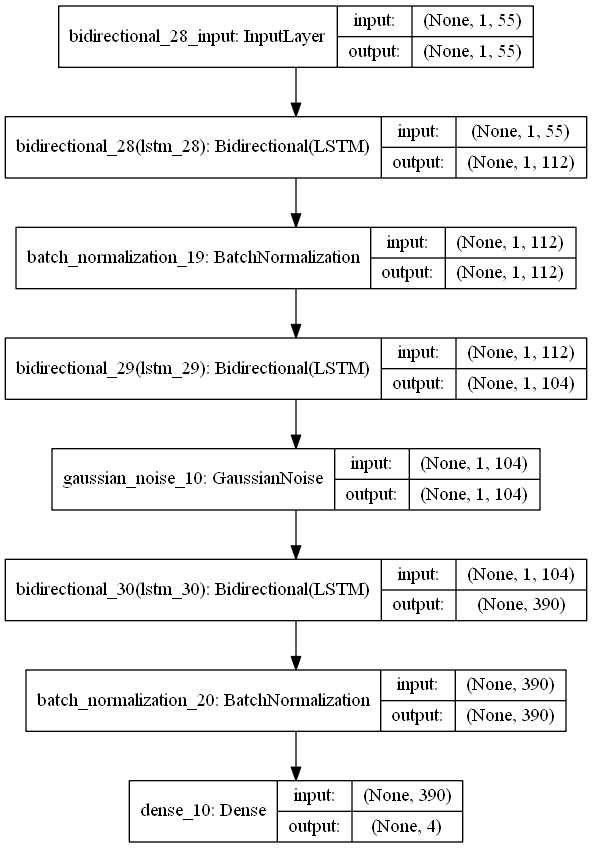 bidirectional_28_input: InputLayer
input: (None, 1, 55)
output: (None, 1, 55)
bidirectional_28(lstm_28): Bidirectional(LSTM)
input: (None, 1, 55)
output: (None, 1, 112)
batch_normalization_19: BatchNormalization
input: (None, 1, 112)
output: (None, 1, 112)
bidirectional_29(lstm_29): Bidirectional(LSTM)
input: (None, 1, 112)
output: (None, 1, 104)
gaussian_noise_10: GaussianNoise
input: (None, 1, 104)
output: (None, 1, 104)
bidirectional_30(lstm_30): Bidirectional(LSTM)
input: (None, 1, 104)
output: (None, 390)
batch_normalization_20: BatchNormalization
input: (None, 390)
output: (None, 390)
dense_10: Dense
input: (None, 390)
output: (None, 4)